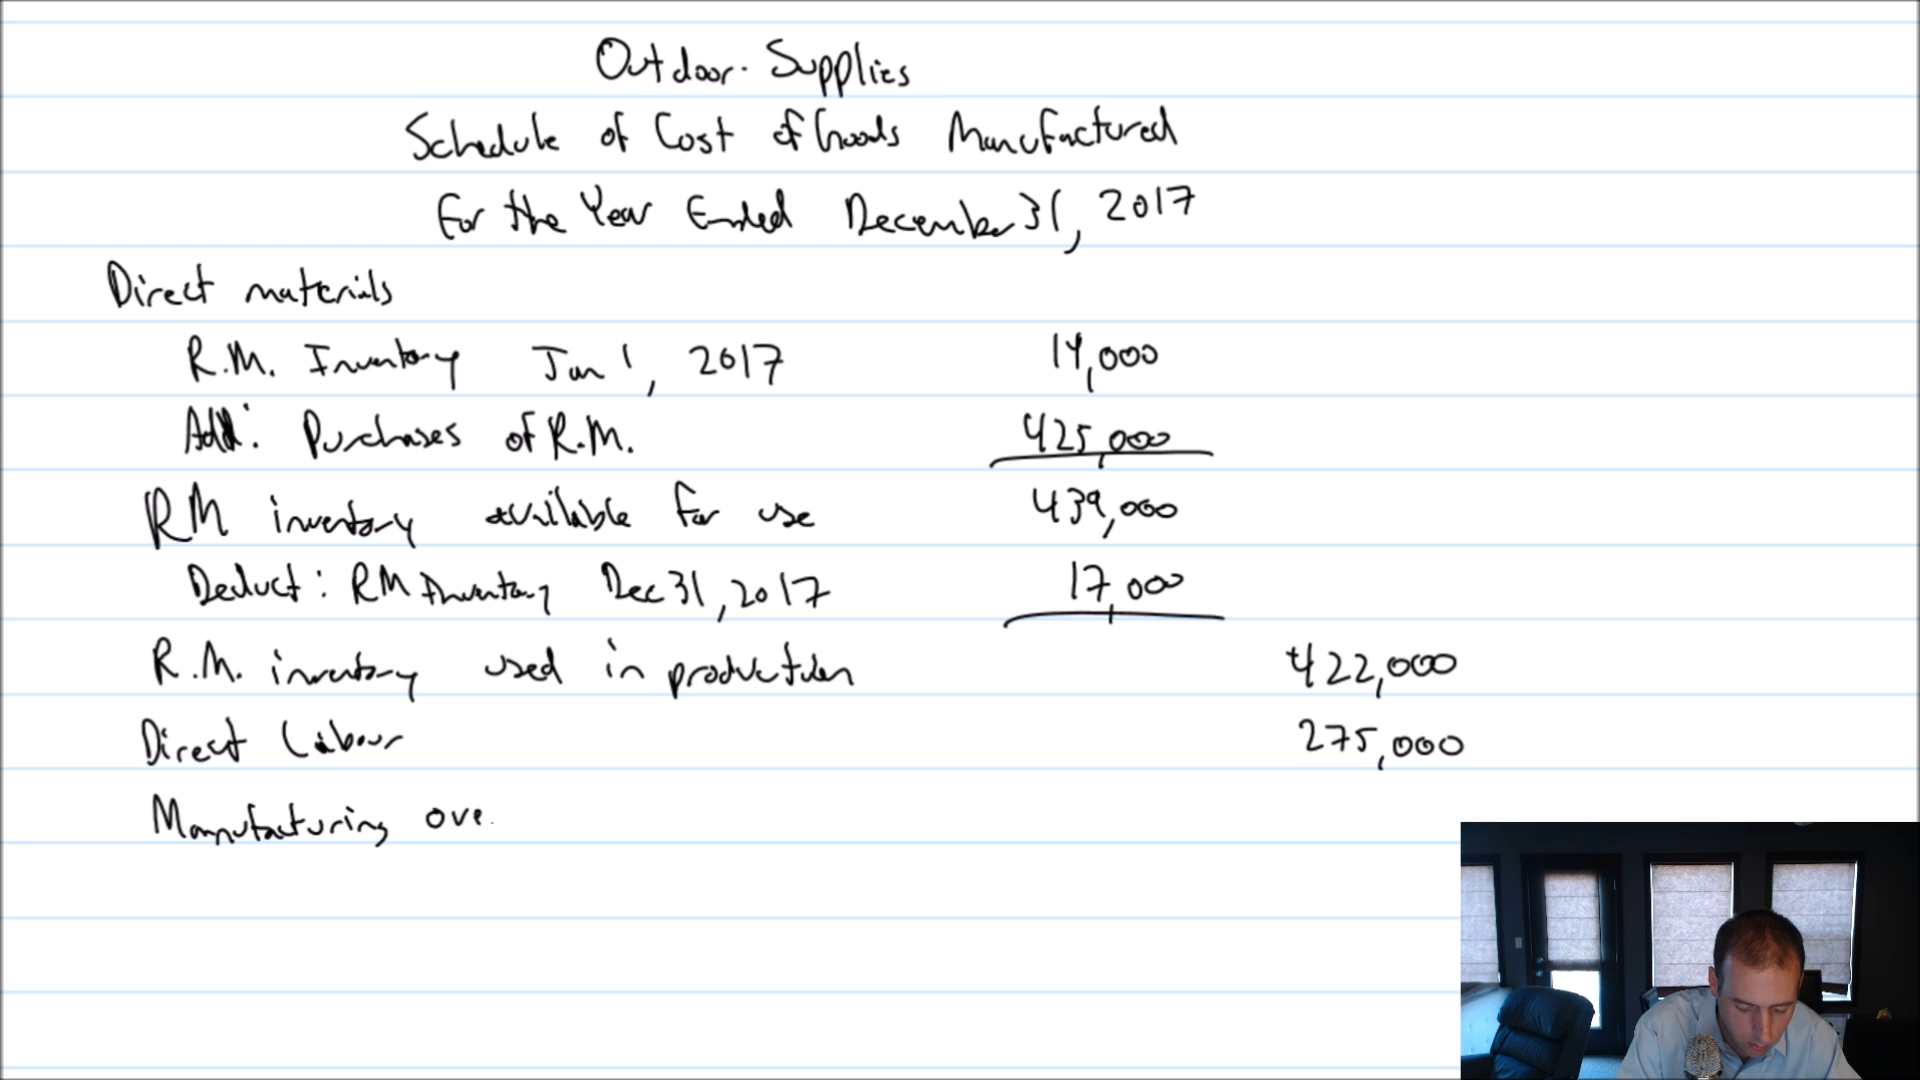 Outdoor Supplies
Schedule of Cost of Goods Manufactured
For the Year Ended December 31, 2017
Direct materials
R.M. Inventory Jan 1, 2017 14,000
Add: Purchases of R.M. 425,000
RM inventory available for use 439,000
Deduct: RM Inventory Dec 31, 2017 17,000
R.M. inventory used in production 422,000
Direct Labour 275,000
Manufacturing ove